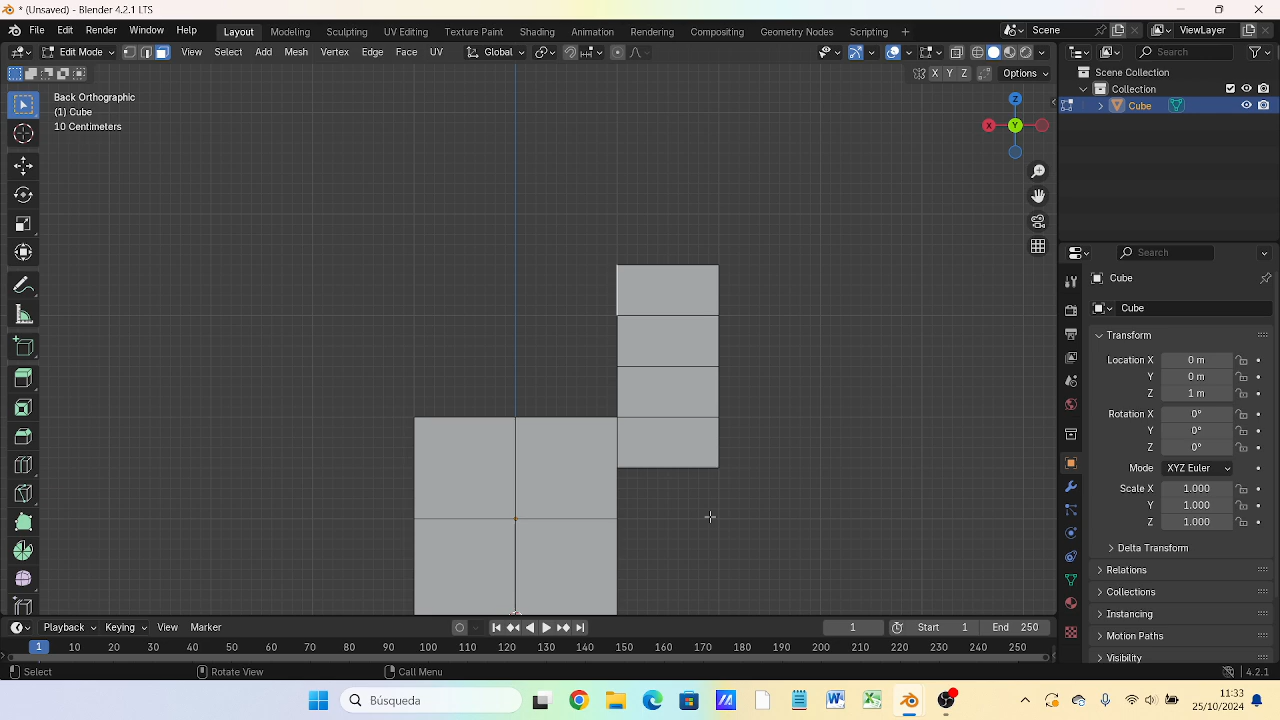 * (Unsaved) - Blender 4.2.1 LTS
File Edit Render Window Help Layout Modeling Sculpting UV Editing Texture Paint Shading Animation Rendering Compositing Geometry Nodes Scripting + Scene ViewLayer
Edit Mode View Select Add Mesh Vertex Edge Face UV Global Search
X Y Z Options
Scene Collection
Collection
Cube
Back Orthographic
(1) Cube
10 Centimeters
Z
X Y
Search
Cube
Cube
Transform
Location X 0 m
Y 0 m
Z 1 m
Rotation X 0°
Y 0°
Z 0°
Mode XYZ Euler
Scale X 1.000
Y 1.000
Z 1.000
Delta Transform
Relations
Collections
Instancing
Motion Paths
Visibility
Playback Keying View Marker 1 Start 1 End 250
1 10 20 30 40 50 60 70 80 90 100 110 120 130 140 150 160 170 180 190 200 210 220 230 240 250
Select Rotate View Call Menu 4.2.1
Búsqueda
11:33
25/10/2024